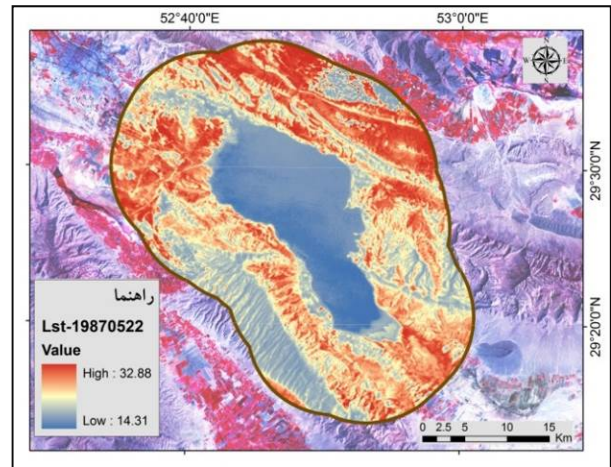 52°40'0"E 53°0'0"E
N
W E
S
29°30'0"N
29°20'0"N
راهنما
Lst-19870522
Value
High : 32.88
Low : 14.31
0 2.5 5 10 15
Km